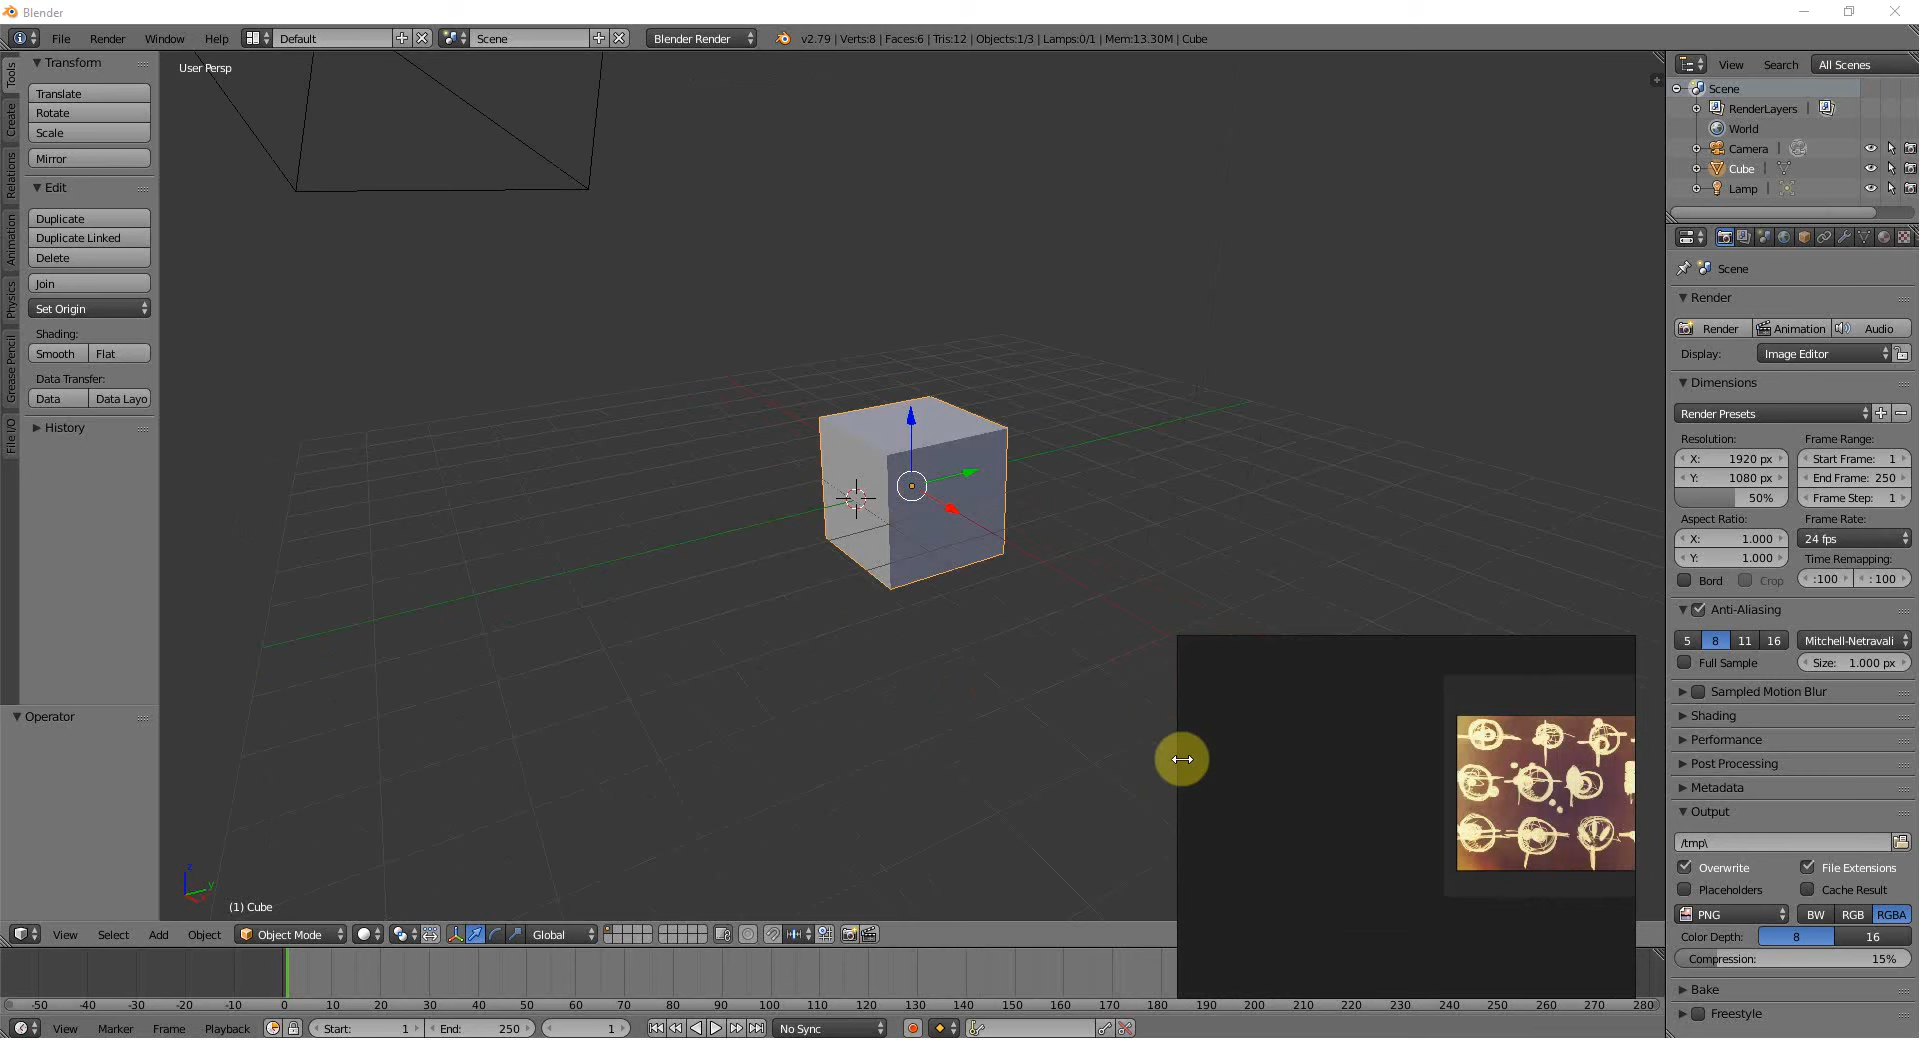 Blender
File Render Window Help Default Scene Blender Render v2.79 | Verts:8 | Faces:6 | Tris:12 | Objects:1/3 | Lamps:0/1 | Mem:13.30M | Cube
Tools
Create
Relations
Animation
Physics
Grease Pencil
File I/O
Transform
Translate
Rotate
Scale
Mirror
Edit
Duplicate
Duplicate Linked
Delete
Join
Set Origin
Shading:
Smooth Flat
Data Transfer:
Data Data Layo
History
Operator
User Persp
z
y
(1) Cube
View Select Add Object Object Mode Global
-50 -40 -30 -20 -10 0 10 20 30 40 50 60 70 80 90 100 110 120 130 140 150 160 170 180 190 200 210 220 230 240 250 260 270 280
View Marker Frame Playback Start: 1 End: 250 1 No Sync
View Search All Scenes
Scene
RenderLayers
World
Camera
Cube
Lamp
Scene
Render
Render Animation Audio
Display: Image Editor
Dimensions
Render Presets
Resolution: Frame Range:
X: 1920 px Start Frame: 1
Y: 1080 px End Frame: 250
50% Frame Step: 1
Aspect Ratio: Frame Rate:
X: 1.000 24 fps
Y: 1.000 Time Remapping:
Bord Crop :100 : 100
Anti-Aliasing
5 8 11 16 Mitchell-Netravali
Full Sample Size: 1.000 px
Sampled Motion Blur
Shading
Performance
Post Processing
Metadata
Output
/tmp\
Overwrite File Extensions
Placeholders Cache Result
PNG BW RGB RGBA
Color Depth: 8 16
Compression: 15%
Bake
Freestyle